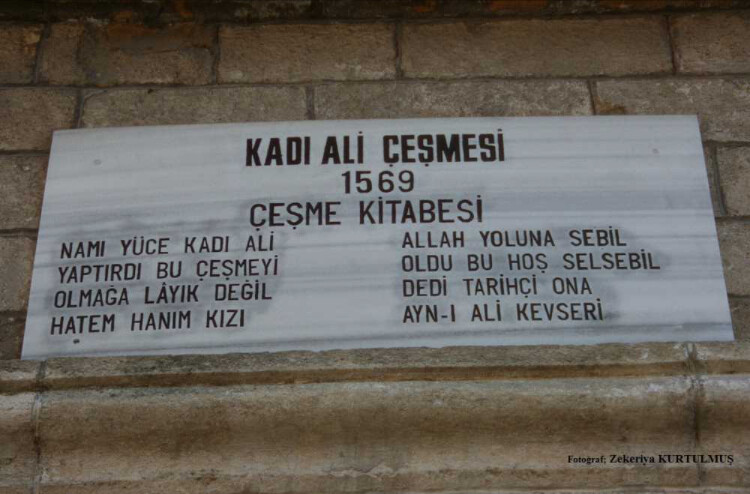 KADI ALİ ÇEŞMESİ
1569
ÇEŞME KİTABESİ
NAMI YÜCE KADI ALİ
YAPTIRDI BU ÇEŞMEYİ
OLMAĞA LÂYIK DEĞİL
HATEM HANIM KIZI
ALLAH YOLUNA SEBİL
OLDU BU HOŞ SELSEBİL
DEDİ TARİHÇİ ONA
AYN-I ALİ KEVSERİ
Fotoğraf; Zekeriya KURTULMUŞ